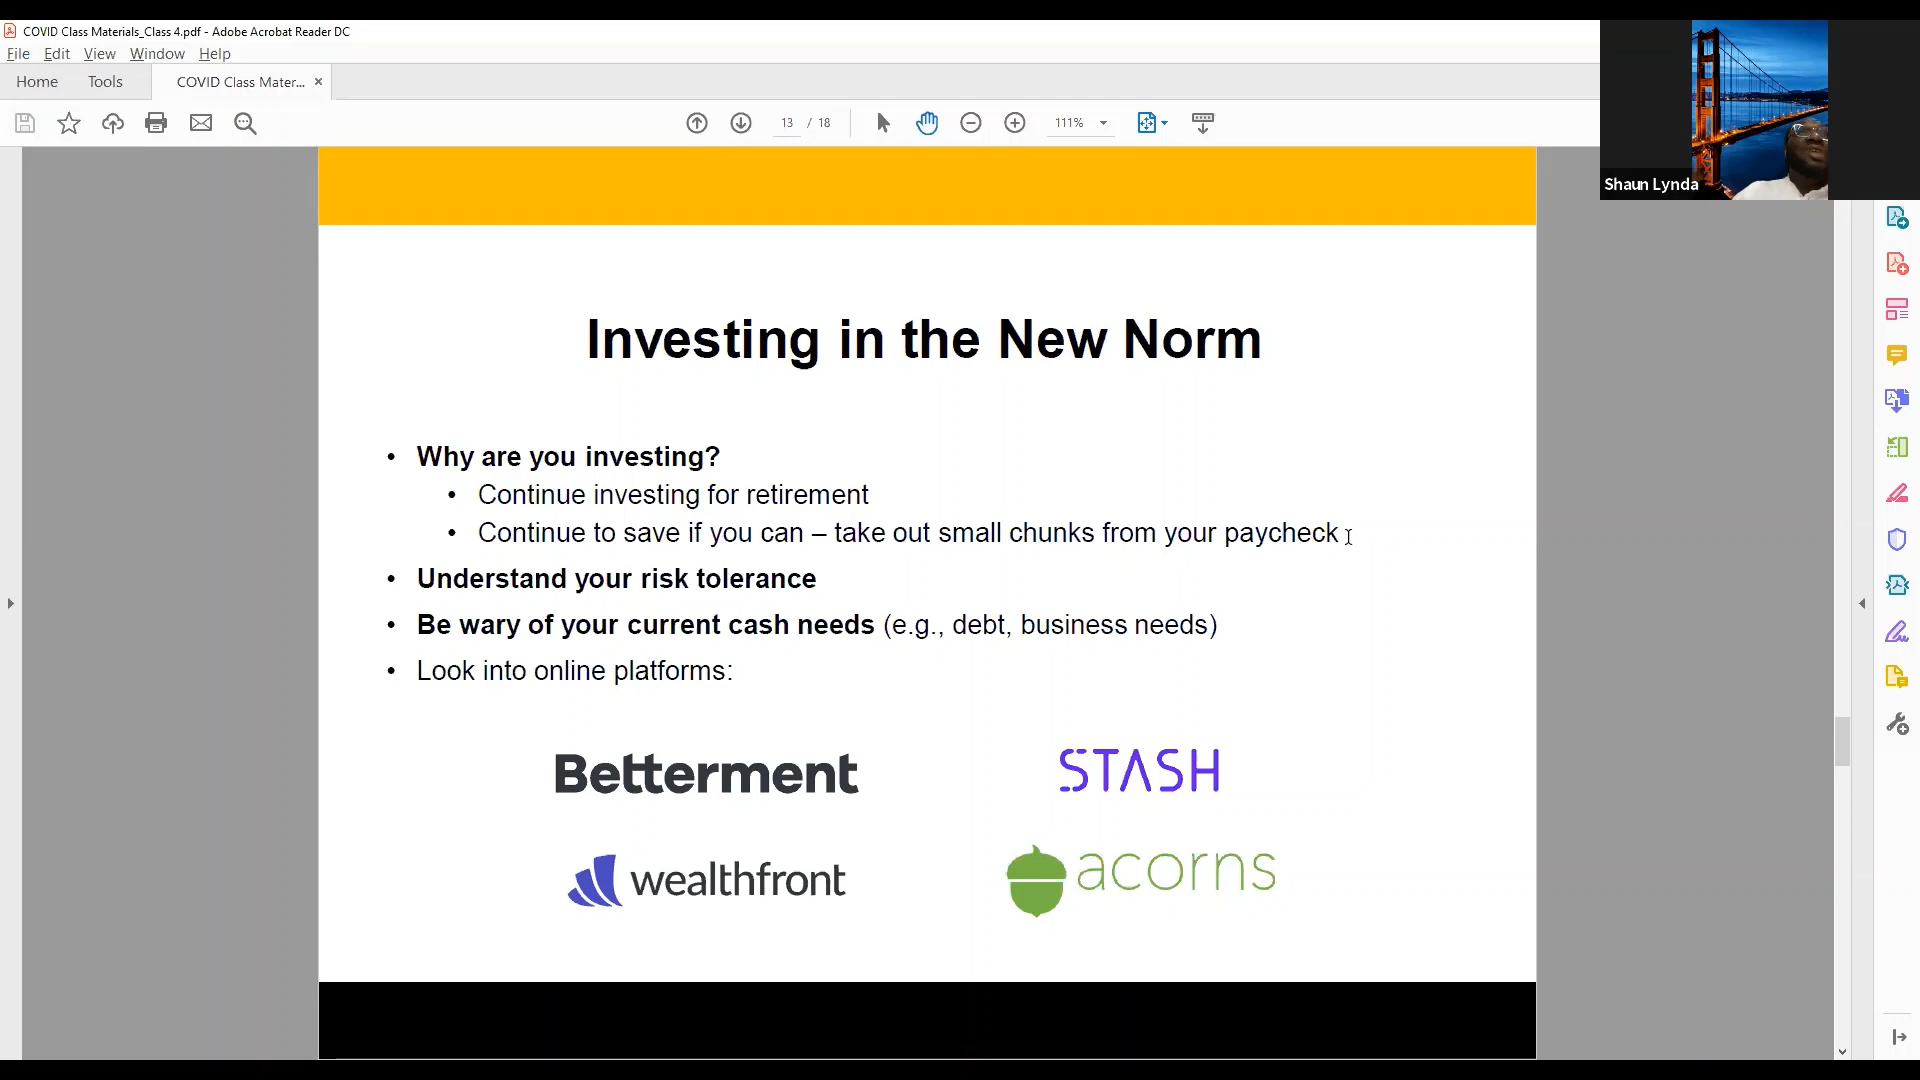 COVID Class Materials_Class 4.pdf - Adobe Acrobat Reader DC
File Edit View Window Help
Home Tools COVID Class Mater... ×
13 / 18 111%
Shaun Lynda
Investing in the New Norm
• Why are you investing?
• Continue investing for retirement
• Continue to save if you can – take out small chunks from your paycheck
• Understand your risk tolerance
• Be wary of your current cash needs (e.g., debt, business needs)
• Look into online platforms:
Betterment STASH
wealthfront acorns